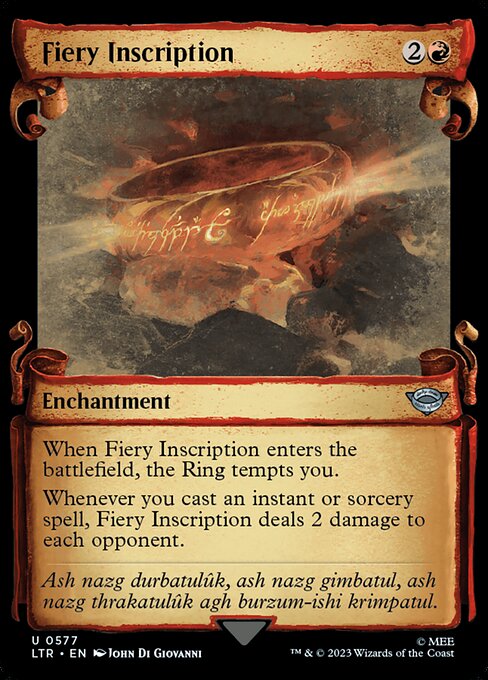 Fiery Inscription 2
Enchantment
When Fiery Inscription enters the
battlefield, the Ring tempts you.
Whenever you cast an instant or sorcery
spell, Fiery Inscription deals 2 damage to
each opponent.
Ash nazg durbatulûk, ash nazg gimbatul, ash
nazg thrakatulûk agh burzum-ishi krimpatul.
U 0577
LTR • EN John Di Giovanni
© MEE
™ & © 2023 Wizards of the Coast